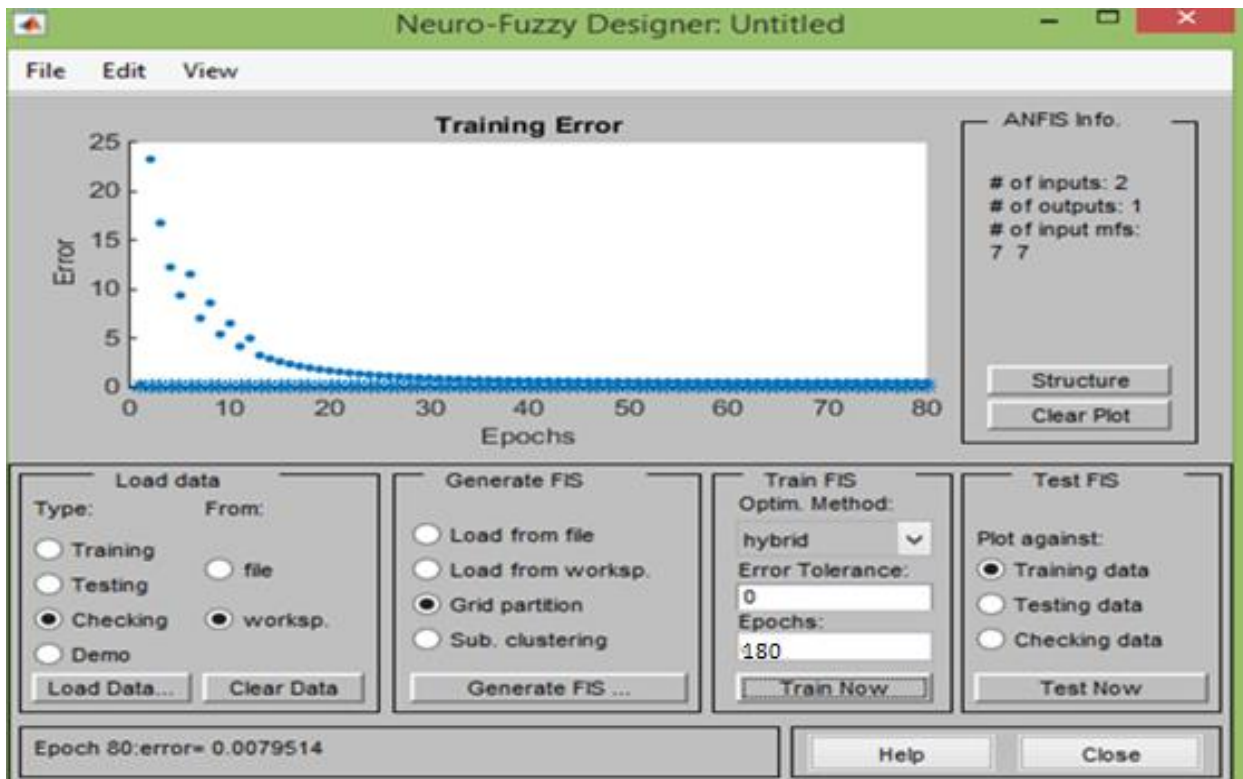 Neuro-Fuzzy Designer: Untitled
File Edit View
Training Error
25
20
15
10
5
0
Error
0 10 20 30 40 50 60 70 80
Epochs
ANFIS Info.
# of inputs: 2
# of outputs: 1
# of input mfs:
7 7
Structure
Clear Plot
Load data
Type: From:
Training
Testing
Checking
Demo
file
worksp.
Load Data... Clear Data
Generate FIS
Load from file
Load from worksp.
Grid partition
Sub. clustering
Generate FIS ...
Train FIS
Optim. Method:
hybrid
Error Tolerance:
0
Epochs:
180
Train Now
Test FIS
Plot against:
Training data
Testing data
Checking data
Test Now
Epoch 80:error= 0.0079514
Help Close